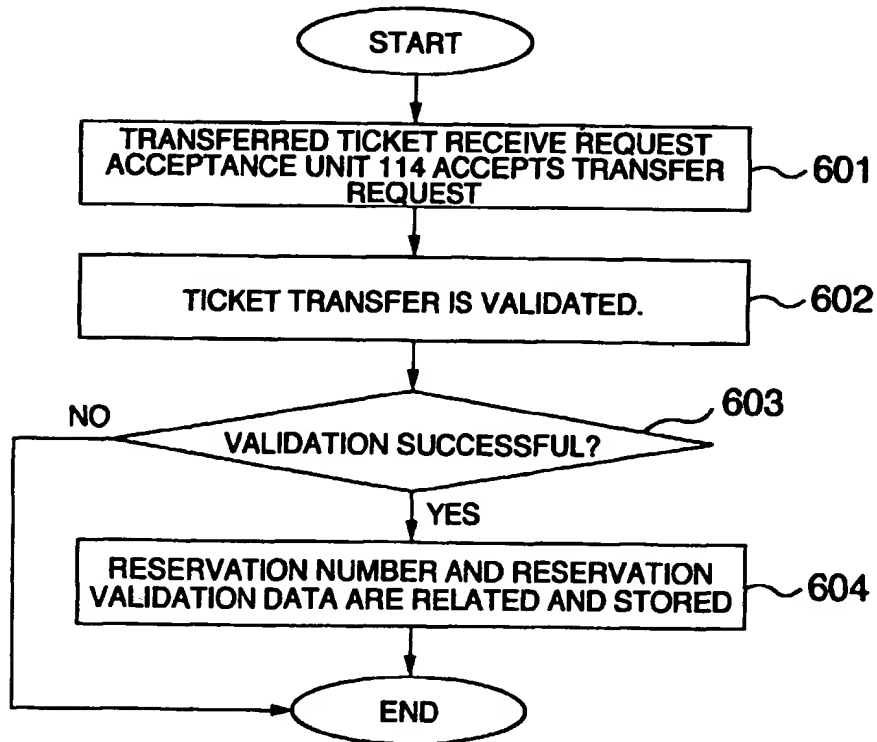 START
TRANSFERRED TICKET RECEIVE REQUEST
ACCEPTANCE UNIT 114 ACCEPTS TRANSFER
REQUEST
601
TICKET TRANSFER IS VALIDATED.
602
603
NO
VALIDATION SUCCESSFUL?
YES
RESERVATION NUMBER AND RESERVATION
VALIDATION DATA ARE RELATED AND STORED
604
END